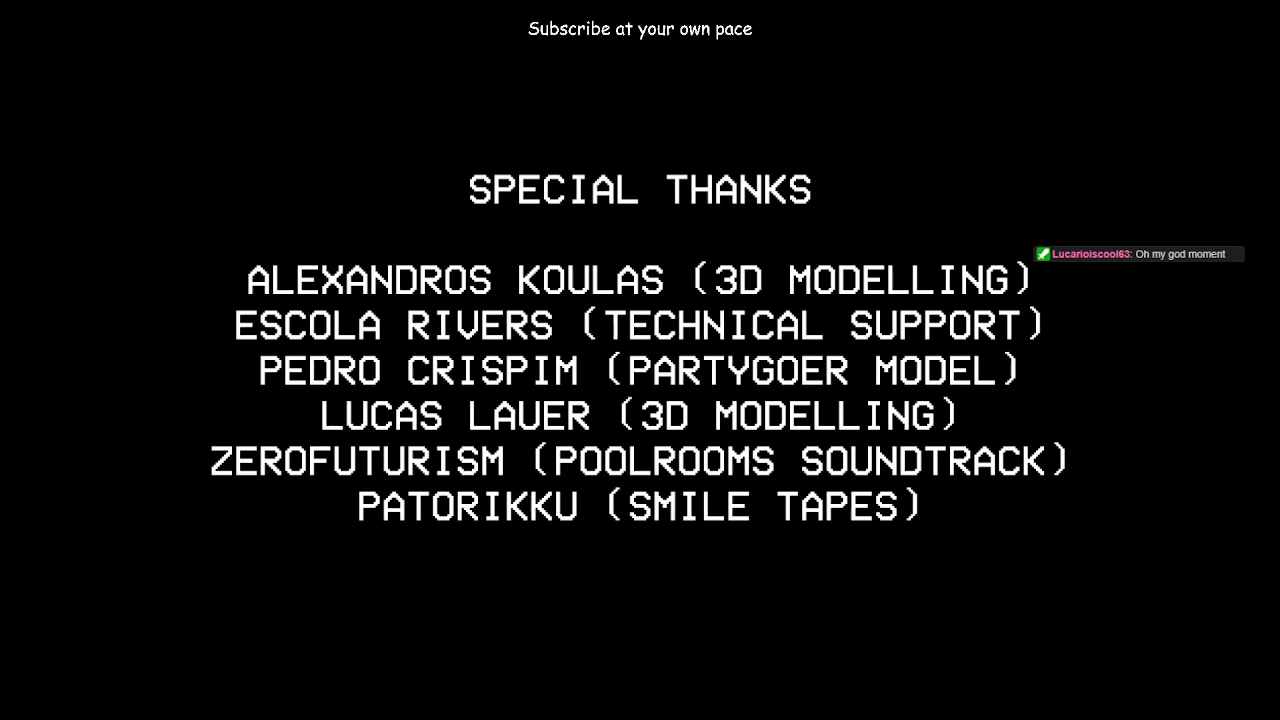 Subscribe at your own pace
SPECIAL THANKS
Lucarioiscool63: Oh my god moment
ALEXANDROS KOULAS (3D MODELLING)
ESCOLA RIVERS (TECHNICAL SUPPORT)
PEDRO CRISPIM (PARTYGOER MODEL)
LUCAS LAUER (3D MODELLING)
ZEROFUTURISM (POOLROOMS SOUNDTRACK)
PATORIKKU (SMILE TAPES)